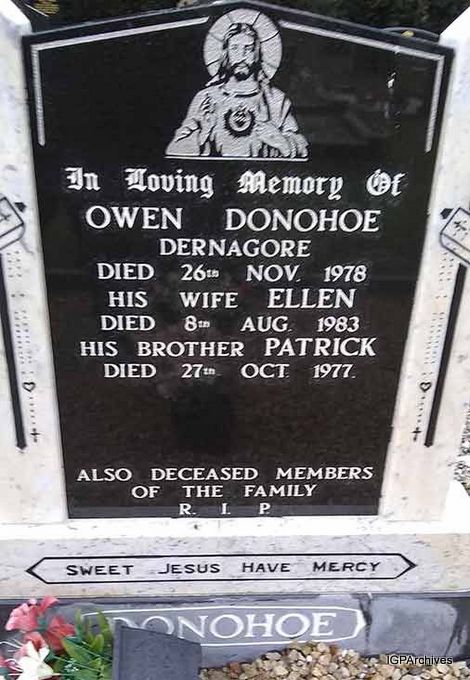 In Loving Memory Of
OWEN DONOHOE
DERNAGORE
DIED 26TH NOV. 1978
HIS WIFE ELLEN
DIED 8TH AUG. 1983
HIS BROTHER PATRICK
DIED 27TH OCT. 1977.
ALSO DECEASED MEMBERS
OF THE FAMILY
R. I. P.
SWEET JESUS HAVE MERCY
DONOHOE
IGPArchives